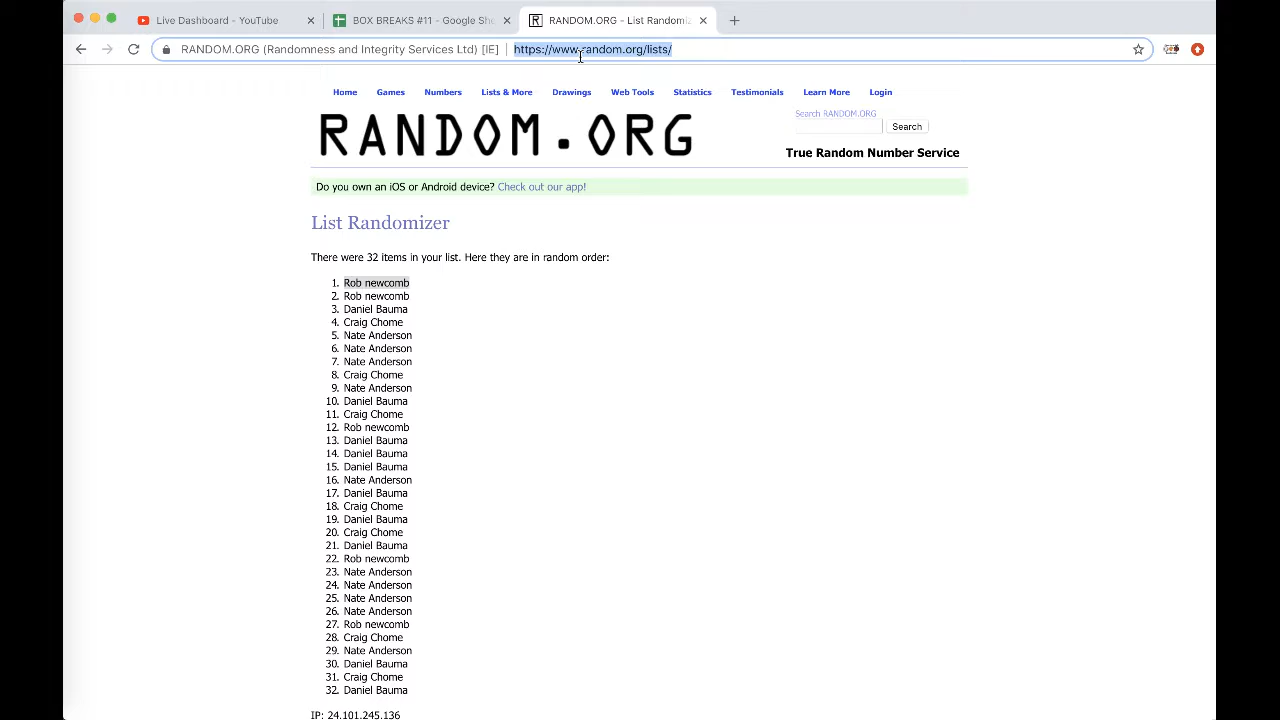 Live Dashboard - YouTube
BOX BREAKS #11 - Google She
RANDOM.ORG - List Randomiz
RANDOM.ORG (Randomness and Integrity Services Ltd) [IE] | https://www.random.org/lists/
Home Games Numbers Lists & More Drawings Web Tools Statistics Testimonials Learn More Login
Search RANDOM.ORG
Search
RANDOM.ORG
True Random Number Service
Do you own an iOS or Android device? Check out our app!
List Randomizer
There were 32 items in your list. Here they are in random order:
1. Rob newcomb
2. Rob newcomb
3. Daniel Bauma
4. Craig Chome
5. Nate Anderson
6. Nate Anderson
7. Nate Anderson
8. Craig Chome
9. Nate Anderson
10. Daniel Bauma
11. Craig Chome
12. Rob newcomb
13. Daniel Bauma
14. Daniel Bauma
15. Daniel Bauma
16. Nate Anderson
17. Daniel Bauma
18. Craig Chome
19. Daniel Bauma
20. Craig Chome
21. Daniel Bauma
22. Rob newcomb
23. Nate Anderson
24. Nate Anderson
25. Nate Anderson
26. Nate Anderson
27. Rob newcomb
28. Craig Chome
29. Nate Anderson
30. Daniel Bauma
31. Craig Chome
32. Daniel Bauma
IP: 24.101.245.136